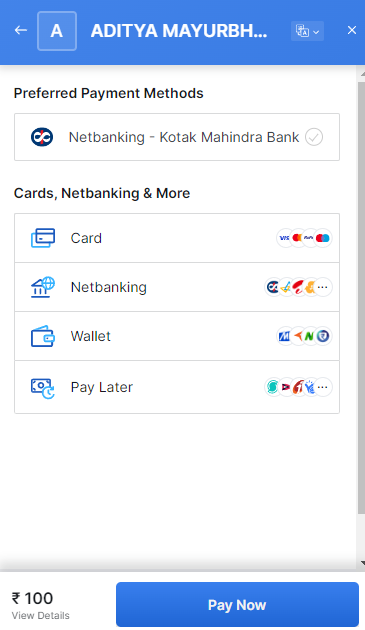 A
ADITYA MAYURBH...
Preferred Payment Methods
Netbanking - Kotak Mahindra Bank
Cards, Netbanking & More
Card
VISA
Netbanking
Wallet
Pay Later
₹ 100
View Details
Pay Now